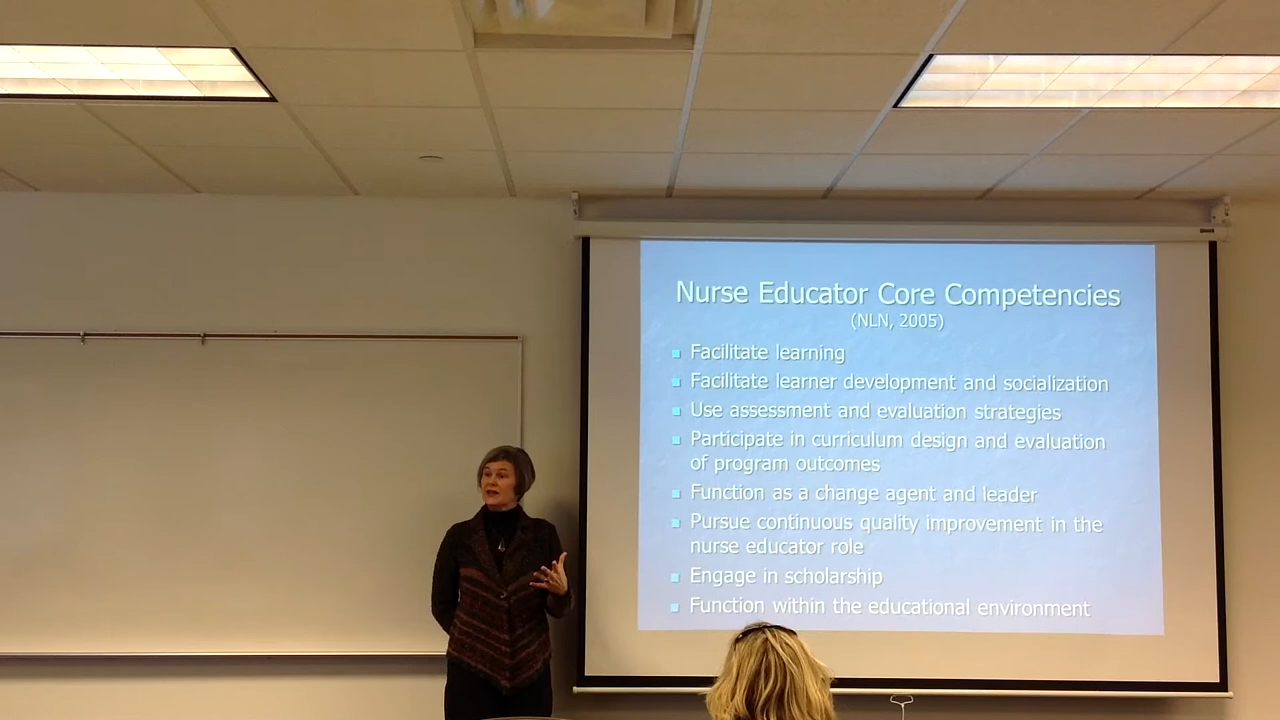 Nurse Educator Core Competencies
(NLN, 2005)
Facilitate learning
Facilitate learner development and socialization
Use assessment and evaluation strategies
Participate in curriculum design and evaluation
of program outcomes
Function as a change agent and leader
Pursue continuous quality improvement in the
nurse educator role
Engage in scholarship
Function within the educational environment